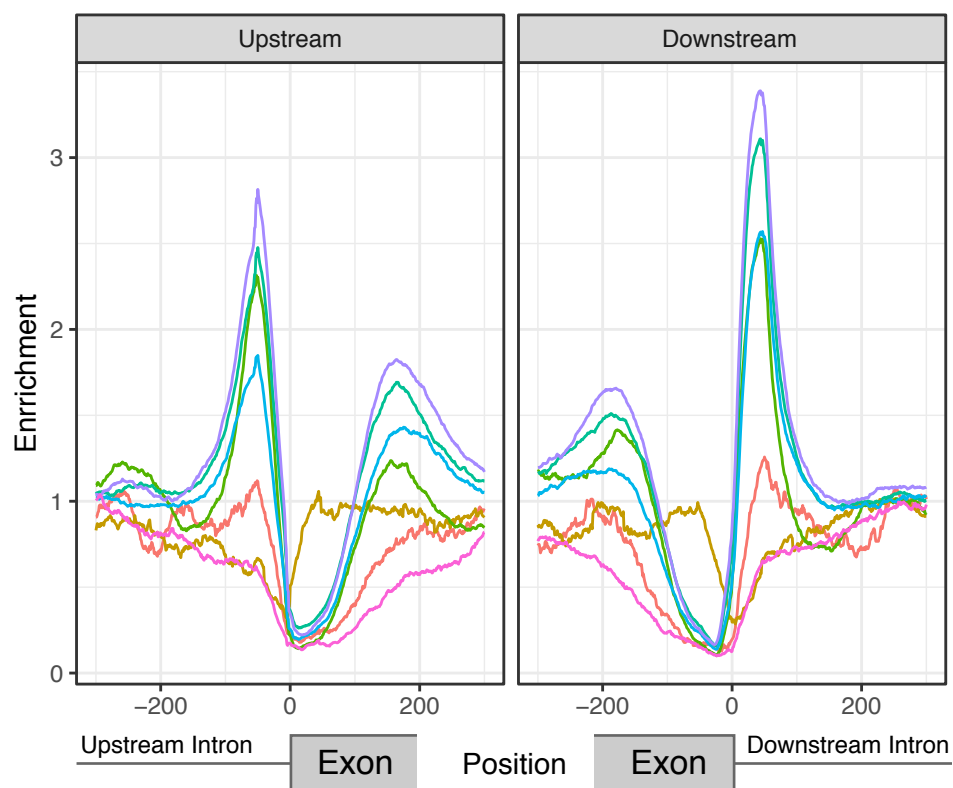 Upstream Downstream
Enrrichment
3
2
1
0
−200 0 200 −200 0 200
Upstream Intron Exon Position Exon Downstream Intron